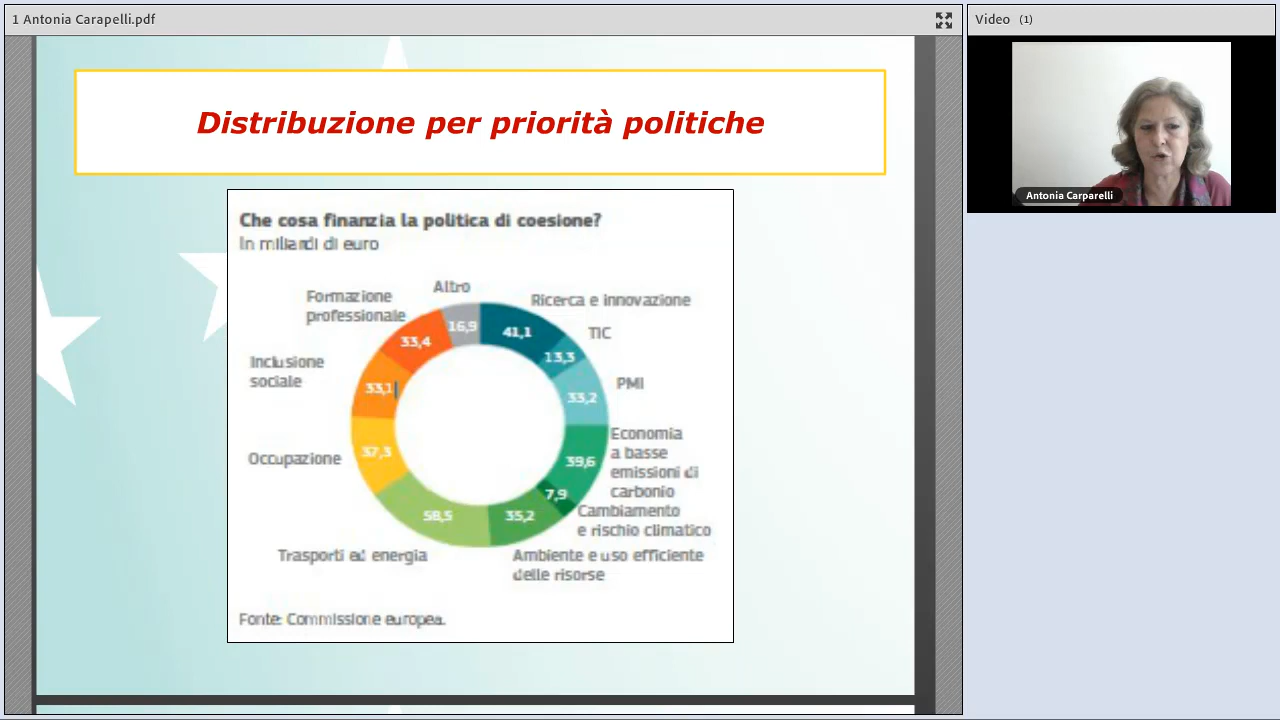 1 Antonia Carapelli.pdf
Video (1)
Antonia Carparelli
Distribuzione per priorità politiche
Che cosa finanzia la politica di coesione?
In miliardi di euro
Altro
Formazione
professionale
Ricerca e innovazione
16,9
41,1
TIC
33,4
13,3
Inclusione
sociale
PMI
33,1
33,2
Economia
a basse
emissioni di
carbonio
Occupazione
37,3
39,6
7,9
Cambiamento
e rischio climatico
58,5
35,2
Trasporti ed energia
Ambiente e uso efficiente
delle risorse
Fonte: Commissione europea.